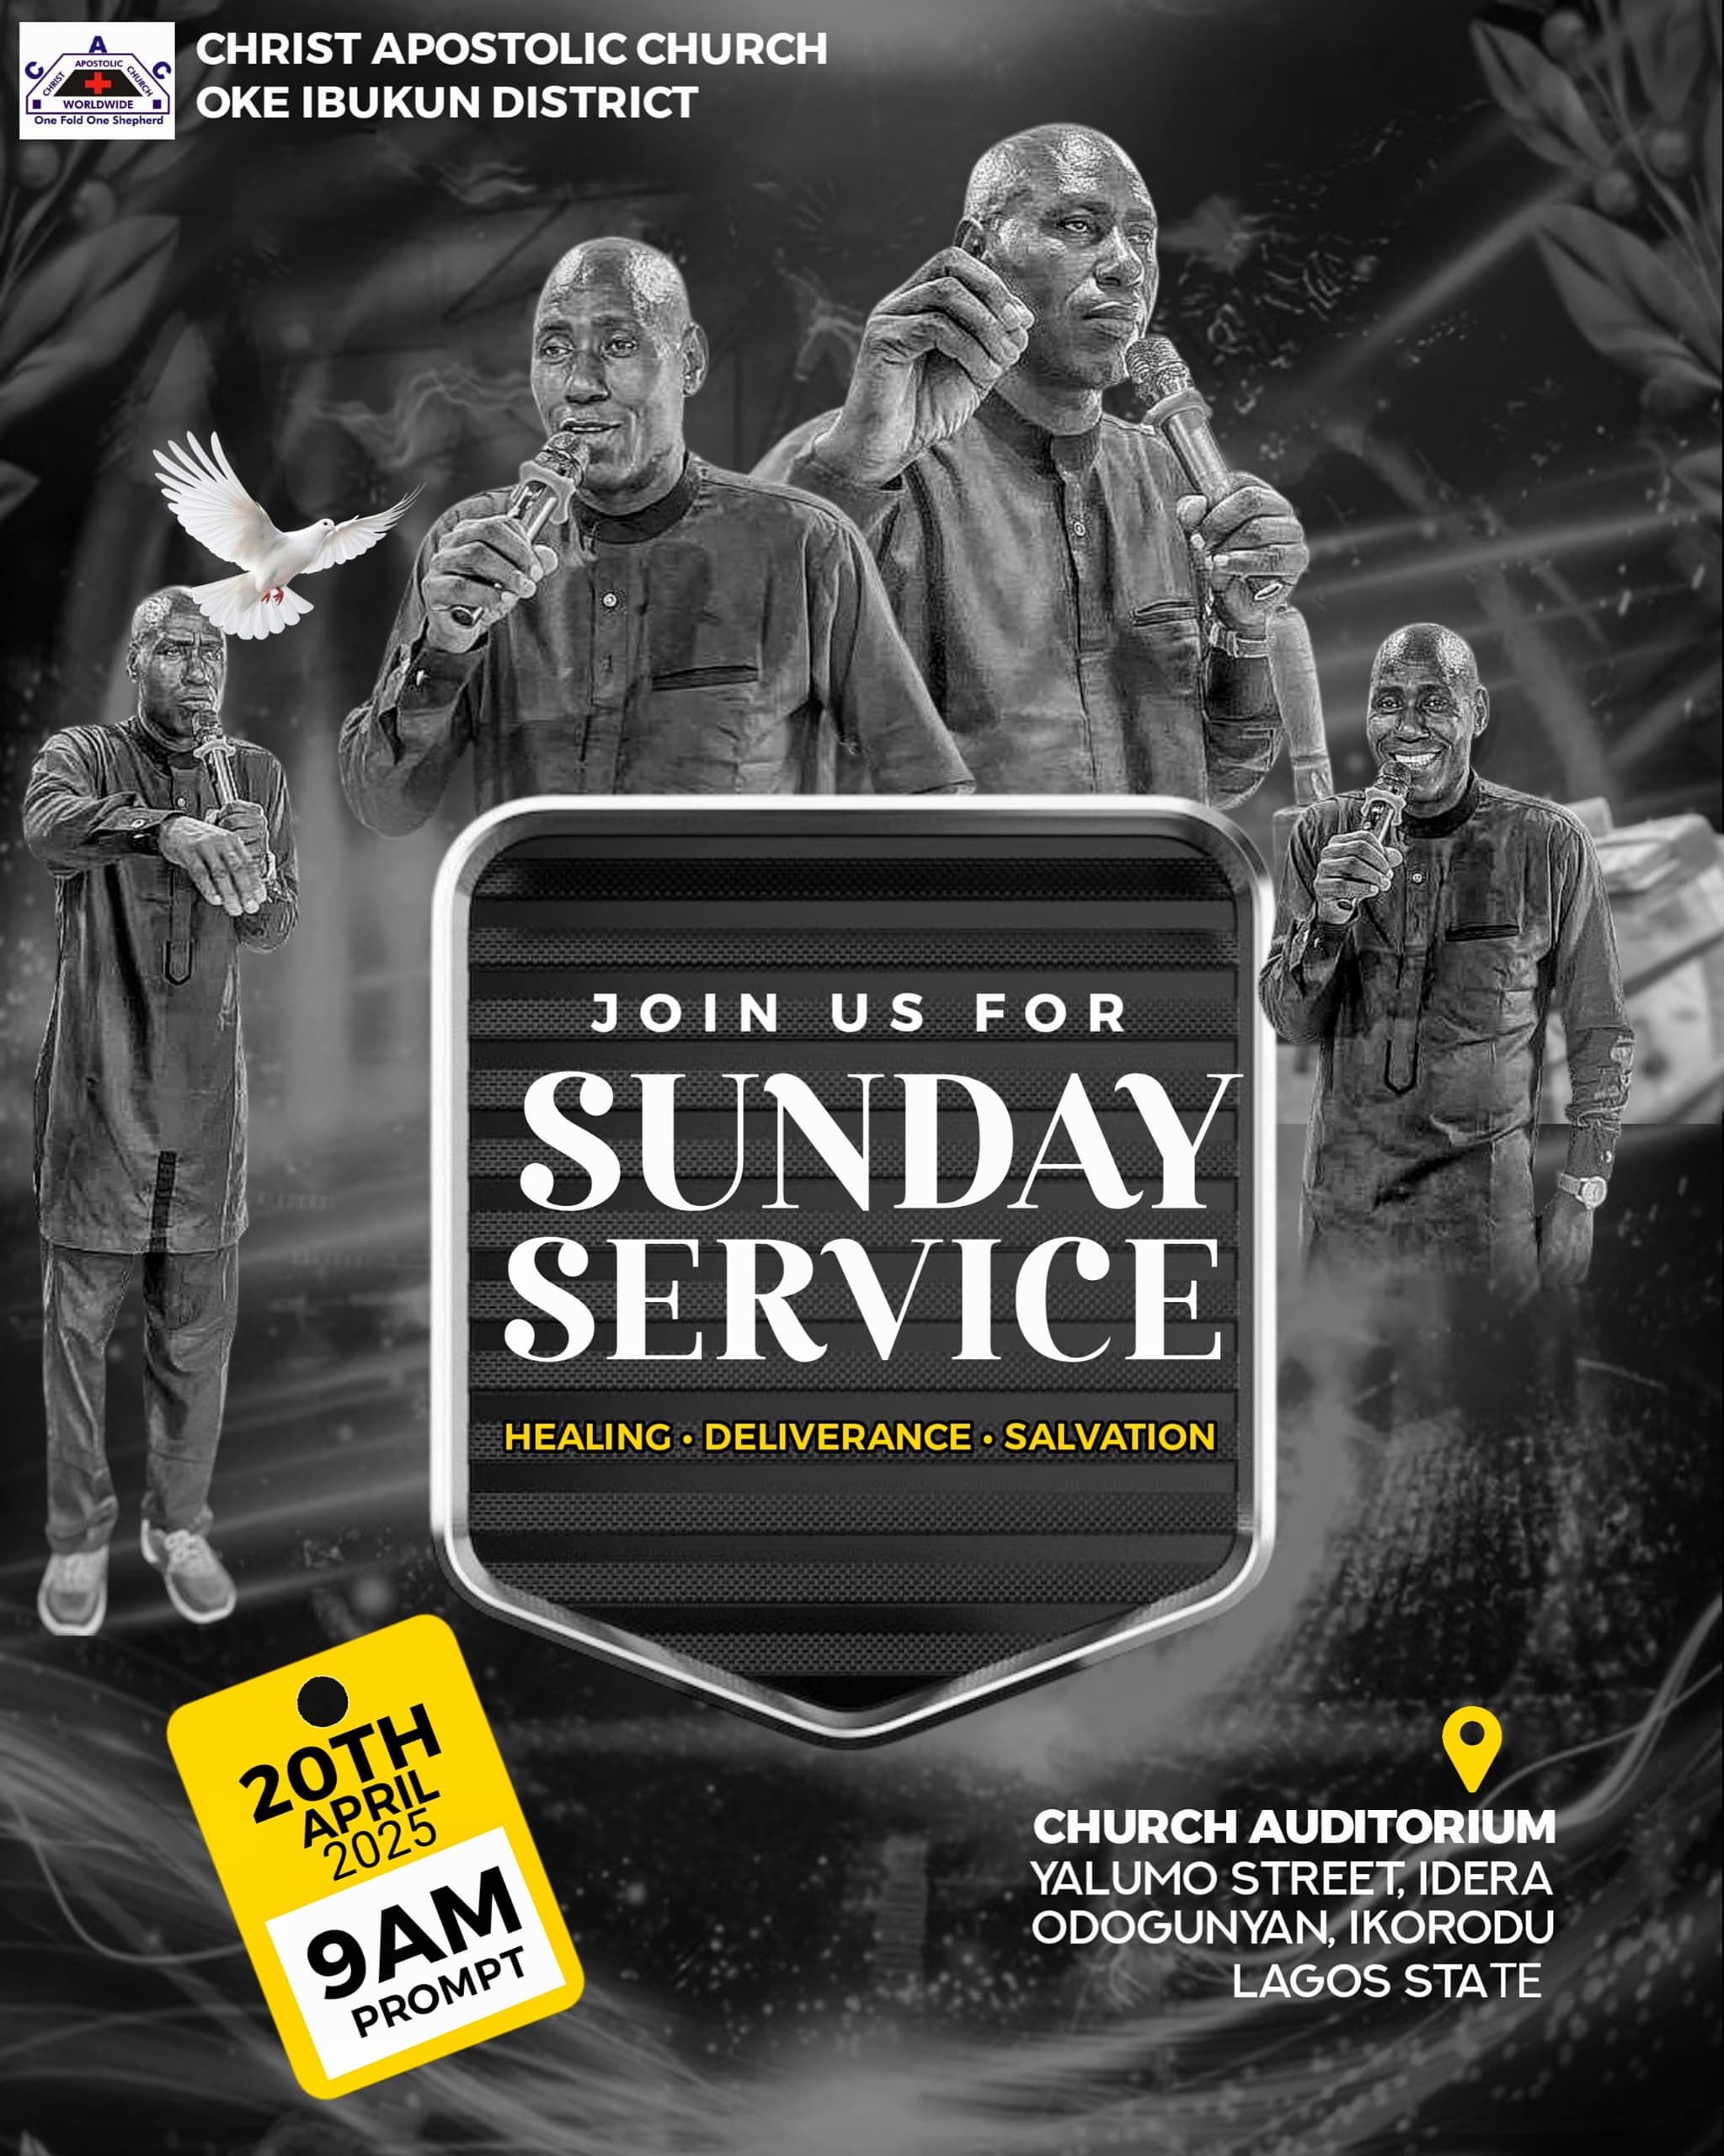 C A C
CHRIST APOSTOLIC CHURCH
WORLDWIDE
One Fold One Shepherd
CHRIST APOSTOLIC CHURCH
OKE IBUKUN DISTRICT
JOIN US FOR
SUNDAY
SERVICE
HEALING • DELIVERANCE • SALVATION
20TH
APRIL
2025
9AM
PROMPT
CHURCH AUDITORIUM
YALUMO STREET, IDERA
ODOGUNYAN, IKORODU
LAGOS STATE